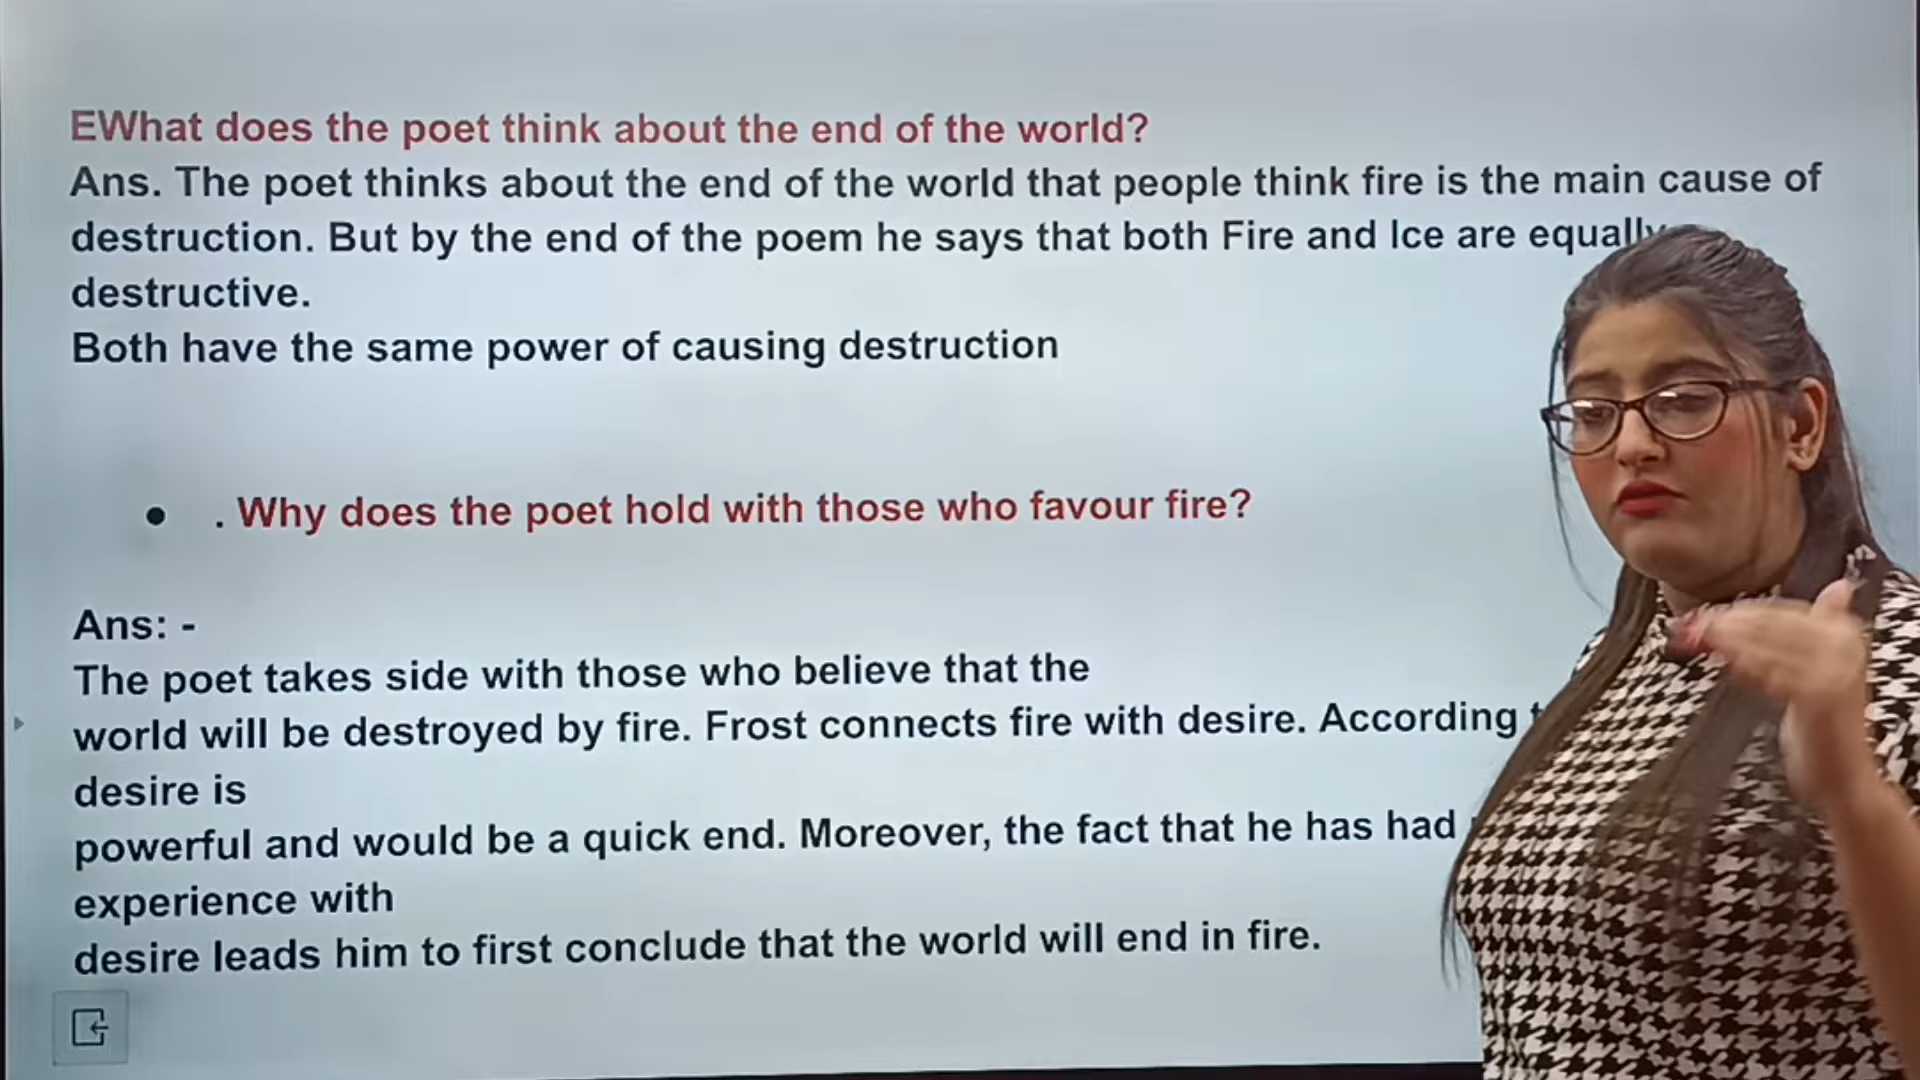 EWhat does the poet think about the end of the world?
Ans. The poet thinks about the end of the world that people think fire is the main cause of
destruction. But by the end of the poem he says that both Fire and Ice are equally
destructive.
Both have the same power of causing destruction
● . Why does the poet hold with those who favour fire?
Ans: -
The poet takes side with those who believe that the
world will be destroyed by fire. Frost connects fire with desire. According
desire is
powerful and would be a quick end. Moreover, the fact that he has had
experience with
desire leads him to first conclude that the world will end in fire.